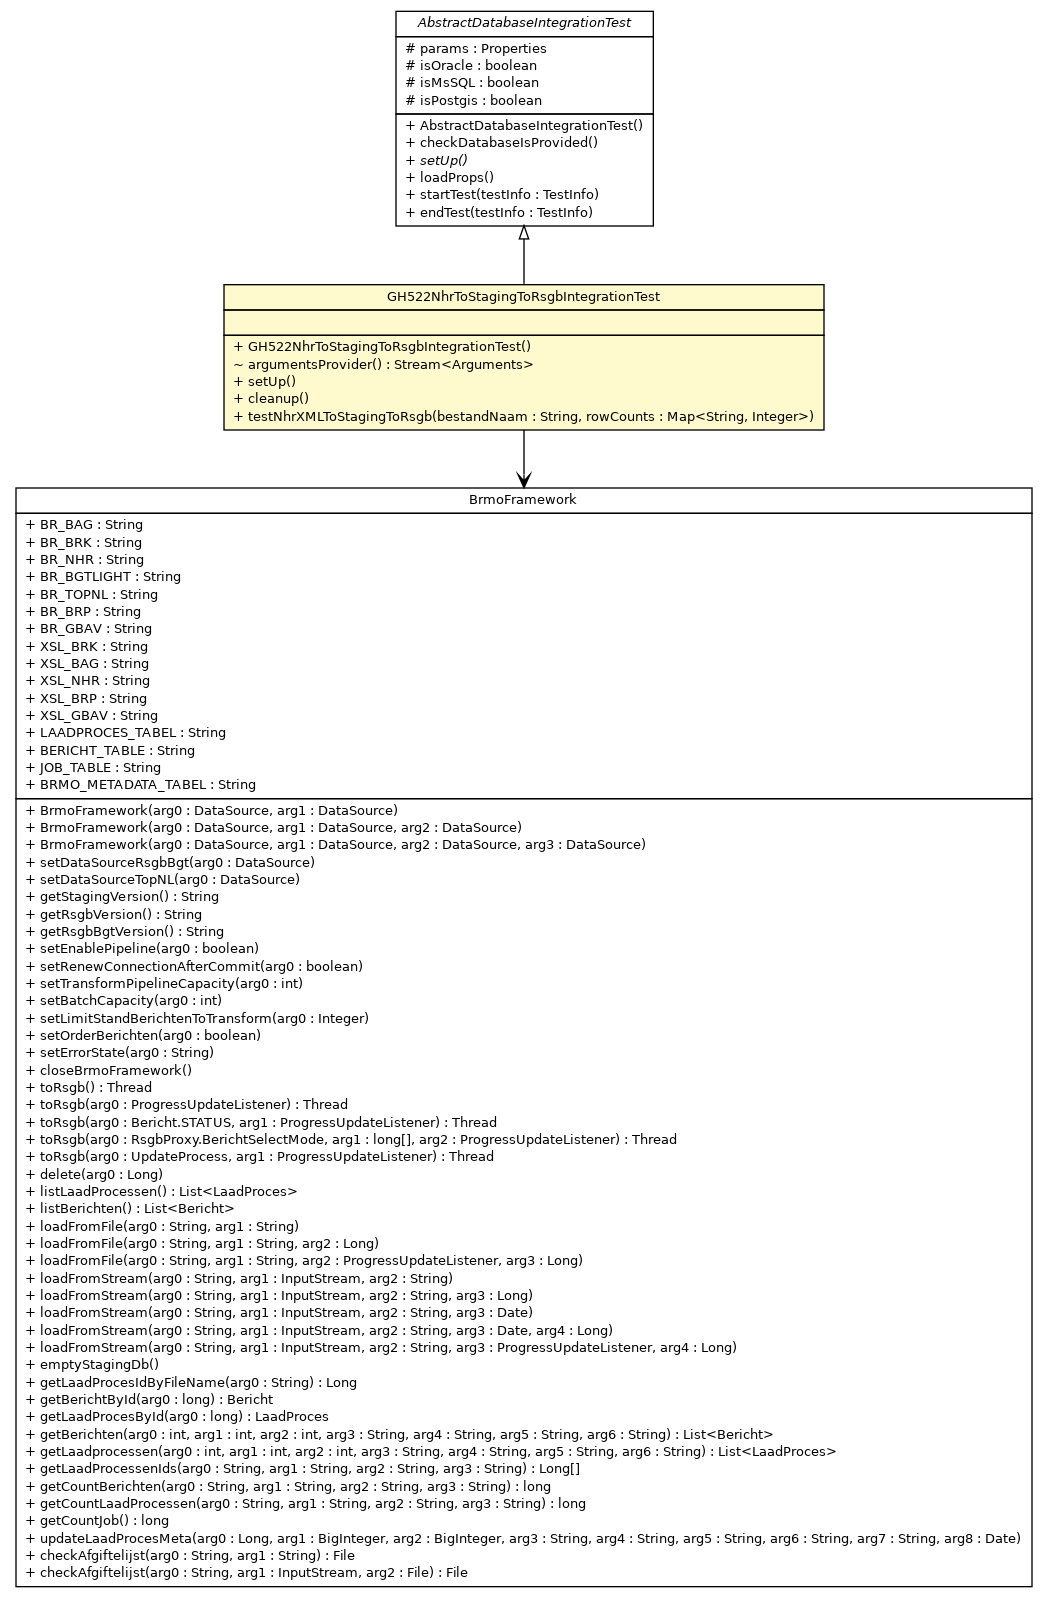 AbstractDatabaseIntegrationTest
# params : Properties
# isOracle : boolean
# isMsSQL : boolean
# isPostgis : boolean
+ AbstractDatabaseIntegrationTest()
+ checkDatabaseIsProvided()
+ setUp()
+ loadProps()
+ startTest(testInfo : TestInfo)
+ endTest(testInfo : TestInfo)
GH522NhrToStagingToRsgbIntegrationTest
+ GH522NhrToStagingToRsgbIntegrationTest()
~ argumentsProvider() : Stream<Arguments>
+ setUp()
+ cleanup()
+ testNhrXMLToStagingToRsgb(bestandNaam : String, rowCounts : Map<String, Integer>)
BrmoFramework
+ BR_BAG : String
+ BR_BRK : String
+ BR_NHR : String
+ BR_BGTLIGHT : String
+ BR_TOPNL : String
+ BR_BRP : String
+ BR_GBAV : String
+ XSL_BRK : String
+ XSL_BAG : String
+ XSL_NHR : String
+ XSL_BRP : String
+ XSL_GBAV : String
+ LAADPROCES_TABEL : String
+ BERICHT_TABLE : String
+ JOB_TABLE : String
+ BRMO_METADATA_TABEL : String
+ BrmoFramework(arg0 : DataSource, arg1 : DataSource)
+ BrmoFramework(arg0 : DataSource, arg1 : DataSource, arg2 : DataSource)
+ BrmoFramework(arg0 : DataSource, arg1 : DataSource, arg2 : DataSource, arg3 : DataSource)
+ setDataSourceRsgbBgt(arg0 : DataSource)
+ setDataSourceTopNL(arg0 : DataSource)
+ getStagingVersion() : String
+ getRsgbVersion() : String
+ getRsgbBgtVersion() : String
+ setEnablePipeline(arg0 : boolean)
+ setRenewConnectionAfterCommit(arg0 : boolean)
+ setTransformPipelineCapacity(arg0 : int)
+ setBatchCapacity(arg0 : int)
+ setLimitStandBerichtenToTransform(arg0 : Integer)
+ setOrderBerichten(arg0 : boolean)
+ setErrorState(arg0 : String)
+ closeBrmoFramework()
+ toRsgb() : Thread
+ toRsgb(arg0 : ProgressUpdateListener) : Thread
+ toRsgb(arg0 : Bericht.STATUS, arg1 : ProgressUpdateListener) : Thread
+ toRsgb(arg0 : RsgbProxy.BerichtSelectMode, arg1 : long[], arg2 : ProgressUpdateListener) : Thread
+ toRsgb(arg0 : UpdateProcess, arg1 : ProgressUpdateListener) : Thread
+ delete(arg0 : Long)
+ listLaadProcessen() : List<LaadProces>
+ listBerichten() : List<Bericht>
+ loadFromFile(arg0 : String, arg1 : String)
+ loadFromFile(arg0 : String, arg1 : String, arg2 : Long)
+ loadFromFile(arg0 : String, arg1 : String, arg2 : ProgressUpdateListener, arg3 : Long)
+ loadFromStream(arg0 : String, arg1 : InputStream, arg2 : String)
+ loadFromStream(arg0 : String, arg1 : InputStream, arg2 : String, arg3 : Long)
+ loadFromStream(arg0 : String, arg1 : InputStream, arg2 : String, arg3 : Date)
+ loadFromStream(arg0 : String, arg1 : InputStream, arg2 : String, arg3 : Date, arg4 : Long)
+ loadFromStream(arg0 : String, arg1 : InputStream, arg2 : String, arg3 : ProgressUpdateListener, arg4 : Long)
+ emptyStagingDb()
+ getLaadProcesIdByFileName(arg0 : String) : Long
+ getBerichtById(arg0 : long) : Bericht
+ getLaadProcesById(arg0 : long) : LaadProces
+ getBerichten(arg0 : int, arg1 : int, arg2 : int, arg3 : String, arg4 : String, arg5 : String, arg6 : String) : List<Bericht>
+ getLaadprocessen(arg0 : int, arg1 : int, arg2 : int, arg3 : String, arg4 : String, arg5 : String, arg6 : String) : List<LaadProces>
+ getLaadProcessenIds(arg0 : String, arg1 : String, arg2 : String, arg3 : String) : Long[]
+ getCountBerichten(arg0 : String, arg1 : String, arg2 : String, arg3 : String) : long
+ getCountLaadProcessen(arg0 : String, arg1 : String, arg2 : String, arg3 : String) : long
+ getCountJob() : long
+ updateLaadProcesMeta(arg0 : Long, arg1 : BigInteger, arg2 : BigInteger, arg3 : String, arg4 : String, arg5 : String, arg6 : String, arg7 : String, arg8 : Date)
+ checkAfgiftelijst(arg0 : String, arg1 : String) : File
+ checkAfgiftelijst(arg0 : String, arg1 : InputStream, arg2 : File) : File